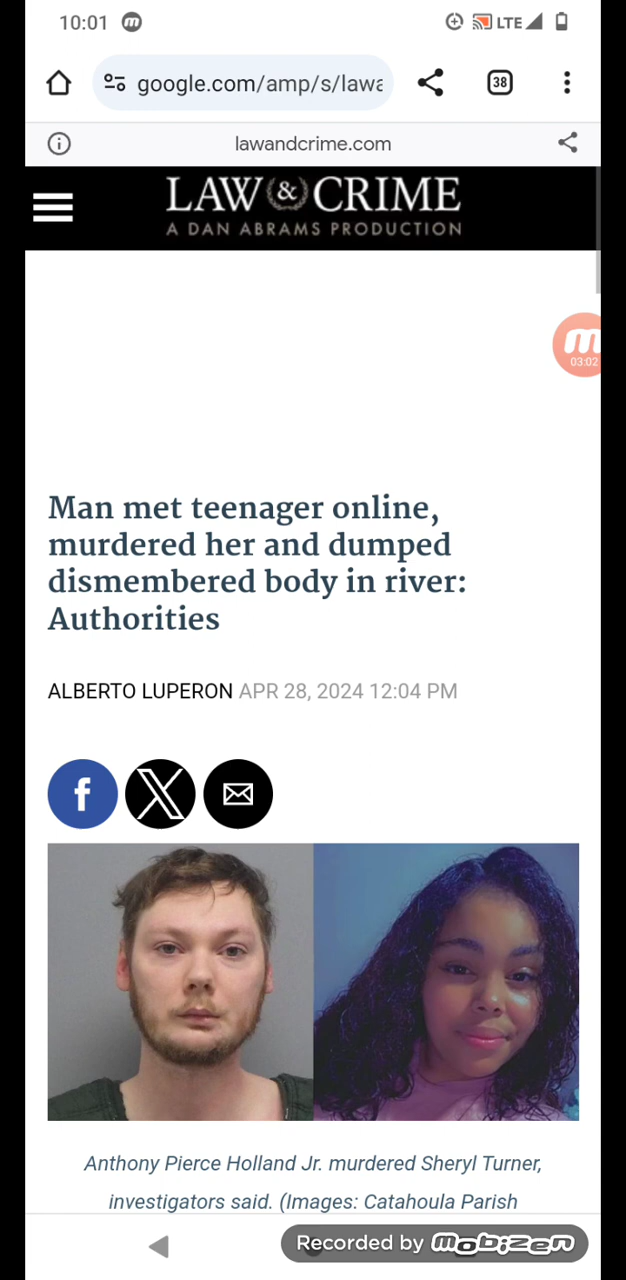 10:01
LTE
google.com/amp/s/lawa
38
lawandcrime.com
LAW & CRIME
A DAN ABRAMS PRODUCTION
m
03:02
Man met teenager online,
murdered her and dumped
dismembered body in river:
Authorities
ALBERTO LUPERON APR 28, 2024 12:04 PM
Anthony Pierce Holland Jr. murdered Sheryl Turner,
investigators said. (Images: Catahoula Parish
Recorded by mobizen